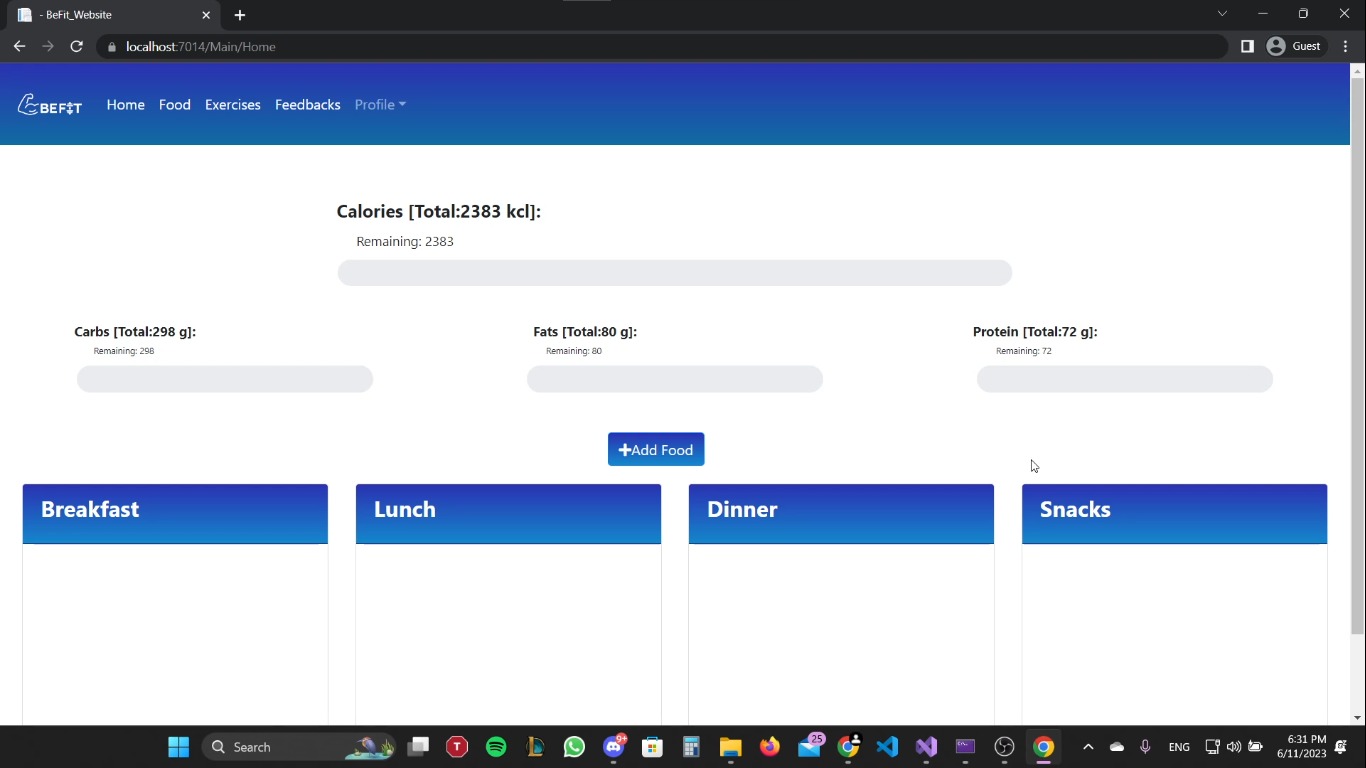 - BeFit_Website
localhost:7014/Main/Home
Guest
BEFIT
Home Food Exercises Feedbacks Profile
Calories [Total:2383 kcl]:
Remaining: 2383
Carbs [Total:298 g]:
Remaining: 298
Fats [Total:80 g]:
Remaining: 80
Protein [Total:72 g]:
Remaining: 72
Add Food
Breakfast
Lunch
Dinner
Snacks
Search
T
9+
25
ENG
6:31 PM
6/11/2023